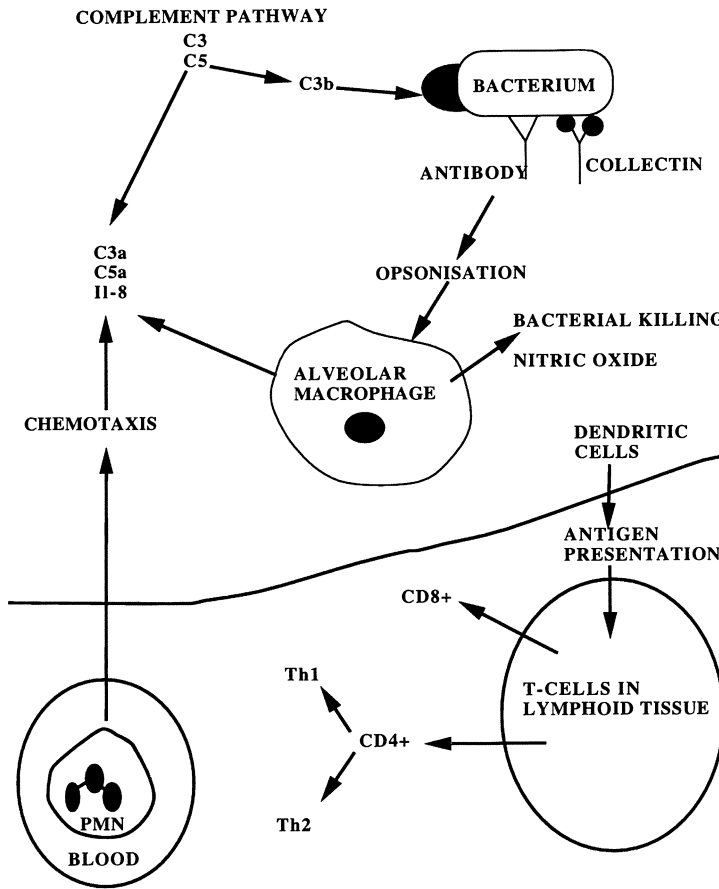 COMPLEMENT PATHWAY
C3
C5
C3b
BACTERIUM
ANTIBODY
COLLECTIN
C3a
C5a
Il-8
OPSONISATION
BACTERIAL KILLING
NITRIC OXIDE
ALVEOLAR
MACROPHAGE
CHEMOTAXIS
DENDRITIC
CELLS
ANTIGEN
PRESENTATION
CD8+
T-CELLS IN
LYMPHOID TISSUE
Th1
CD4+
Th2
PMN
BLOOD